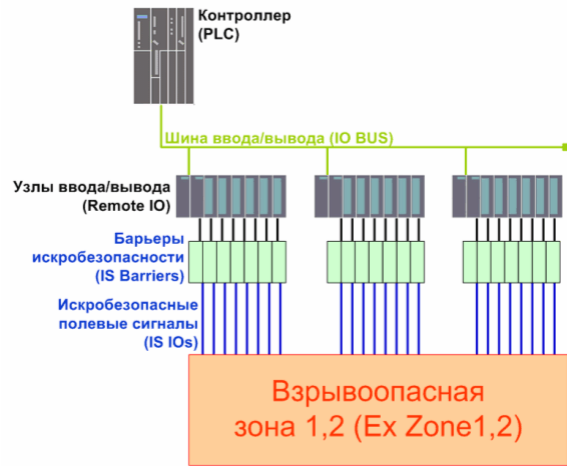 Контроллер
(PLC)
Шина ввода/вывода (IO BUS)
Узлы ввода/вывода
(Remote IO)
Барьеры
искробезопасности
(IS Barriers)
Искробезопасные
полевые сигналы
(IS IOs)
Взрывоопасная
зона 1,2 (Ex Zone1,2)